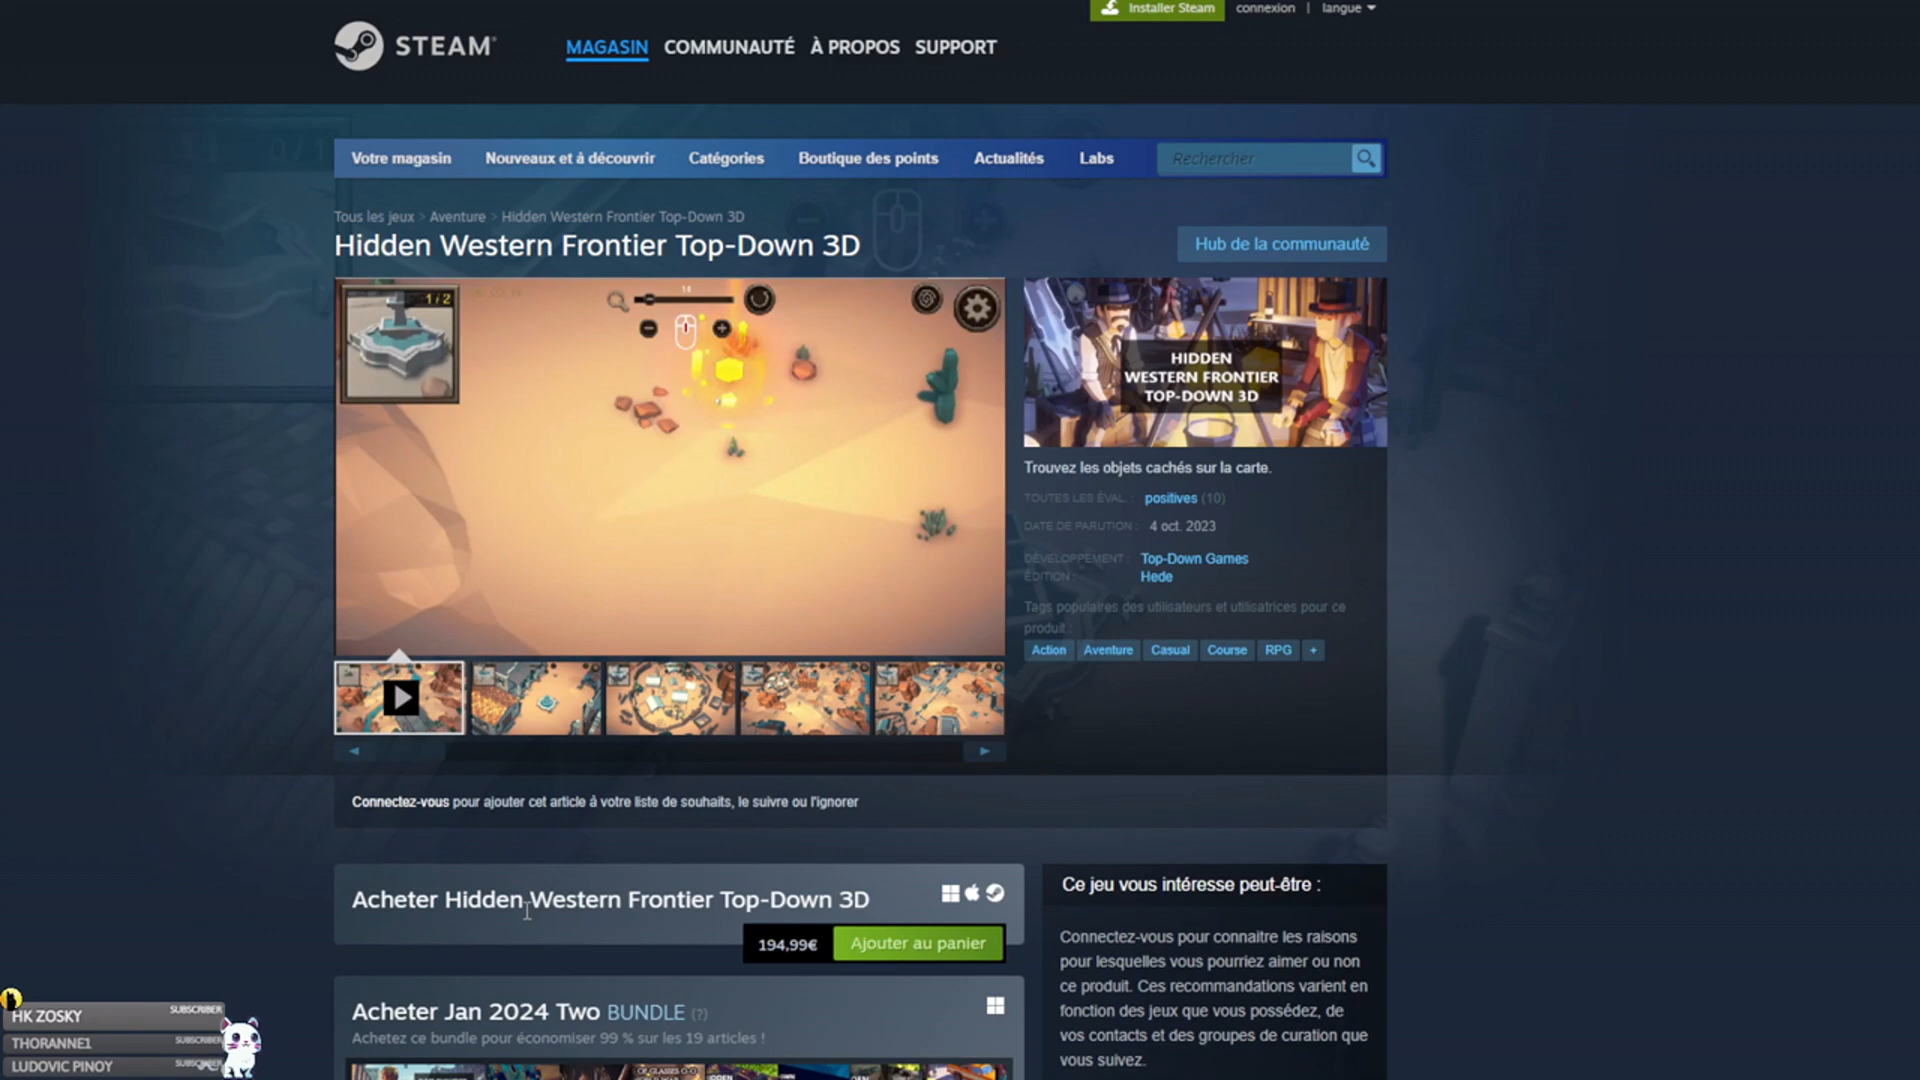 Installer Steam
connexion | langue
STEAM
MAGASIN COMMUNAUTÉ À PROPOS SUPPORT
Votre magasin Nouveaux et à découvrir Catégories Boutique des points Actualités Labs Rechercher
Tous les jeux > Aventure > Hidden Western Frontier Top-Down 3D
Hidden Western Frontier Top-Down 3D
Hub de la communauté
1/2
18
HIDDEN
WESTERN FRONTIER
TOP-DOWN 3D
Trouvez les objets cachés sur la carte.
TOUTES LES ÉVAL. : positives (10)
DATE DE PARUTION : 4 oct. 2023
DÉVELOPPEMENT : Top-Down Games
ÉDITION : Hede
Tags populaires des utilisateurs et utilisatrices pour ce
produit :
Action Aventure Casual Course RPG +
Connectez-vous pour ajouter cet article à votre liste de souhaits, le suivre ou l'ignorer
Acheter Hidden Western Frontier Top-Down 3D
194,99€ Ajouter au panier
Acheter Jan 2024 Two BUNDLE (?)
Achetez ce bundle pour économiser 99 % sur les 19 articles !
Ce jeu vous intéresse peut-être :
Connectez-vous pour connaitre les raisons
pour lesquelles vous pourriez aimer ou non
ce produit. Ces recommandations varient en
fonction des jeux que vous possédez, de
vos contacts et des groupes de curation que
vous suivez.
HK ZOSKY SUBSCRIBER
THORANNE1 SUBSCRIBER
LUDOVIC PINOY